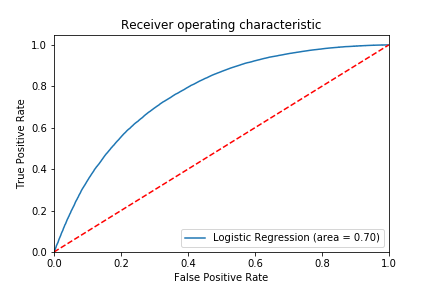 Receiver operating characteristic
1.0
0.8
0.6
0.4
0.2
0.0
True Positive Rate
Logistic Regression (area = 0.70)
0.0 0.2 0.4 0.6 0.8 1.0
False Positive Rate